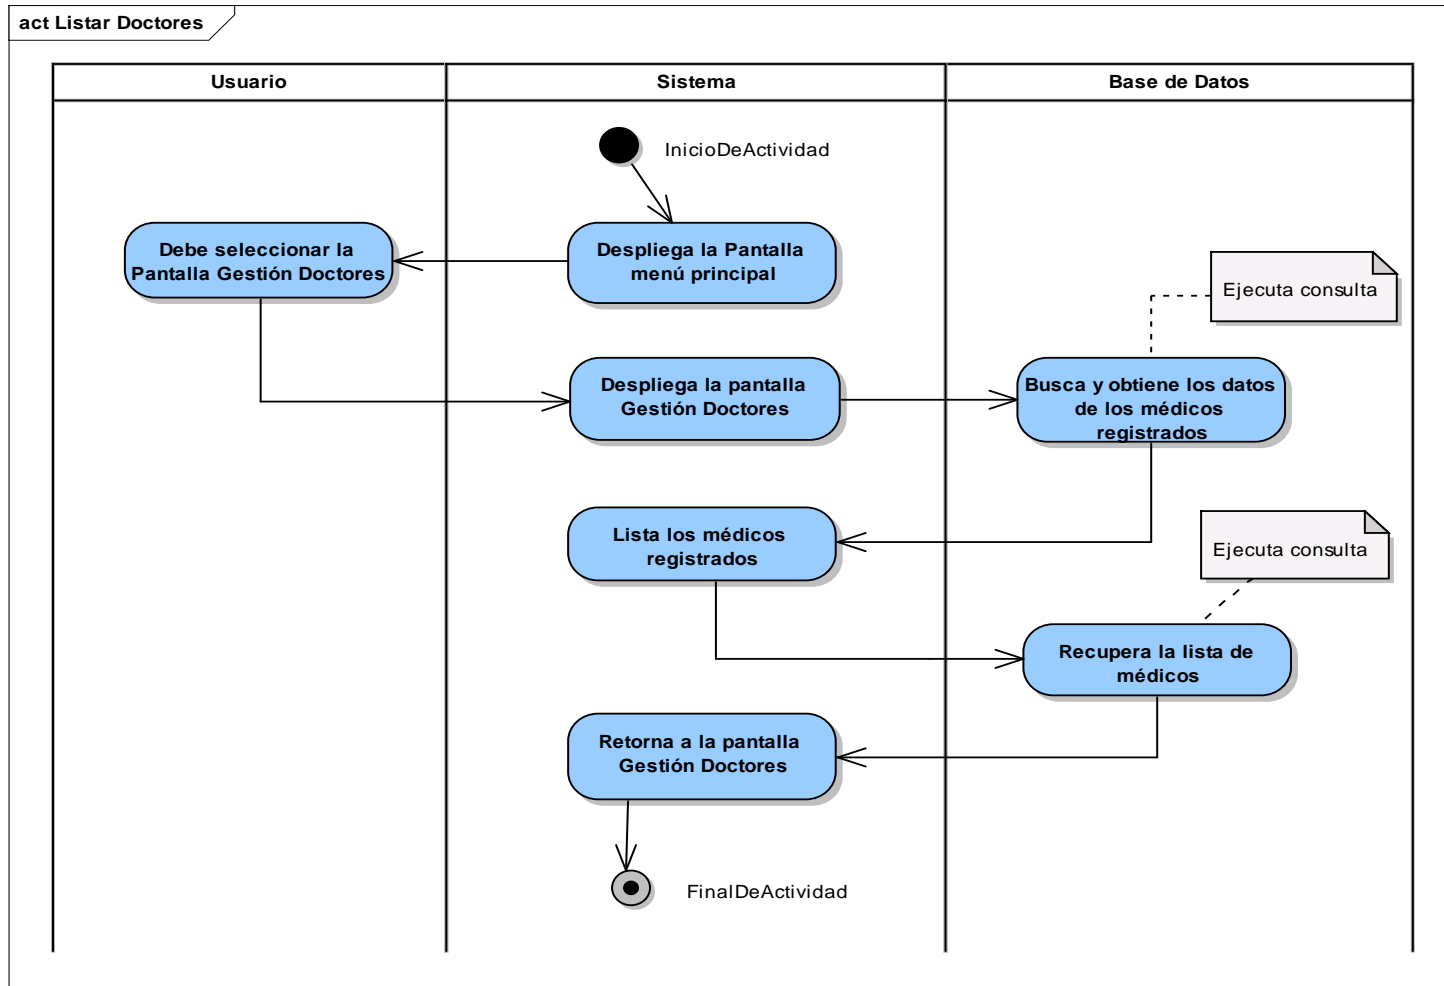 act Listar Doctores
Usuario
Sistema
Base de Datos
InicioDeActividad
Debe seleccionar la
Pantalla Gestión Doctores
Despliega la Pantalla
menú principal
Ejecuta consulta
Despliega la pantalla
Gestión Doctores
Busca y obtiene los datos
de los médicos
registrados
Lista los médicos
registrados
Ejecuta consulta
Recupera la lista de
médicos
Retorna a la pantalla
Gestión Doctores
FinalDeActividad